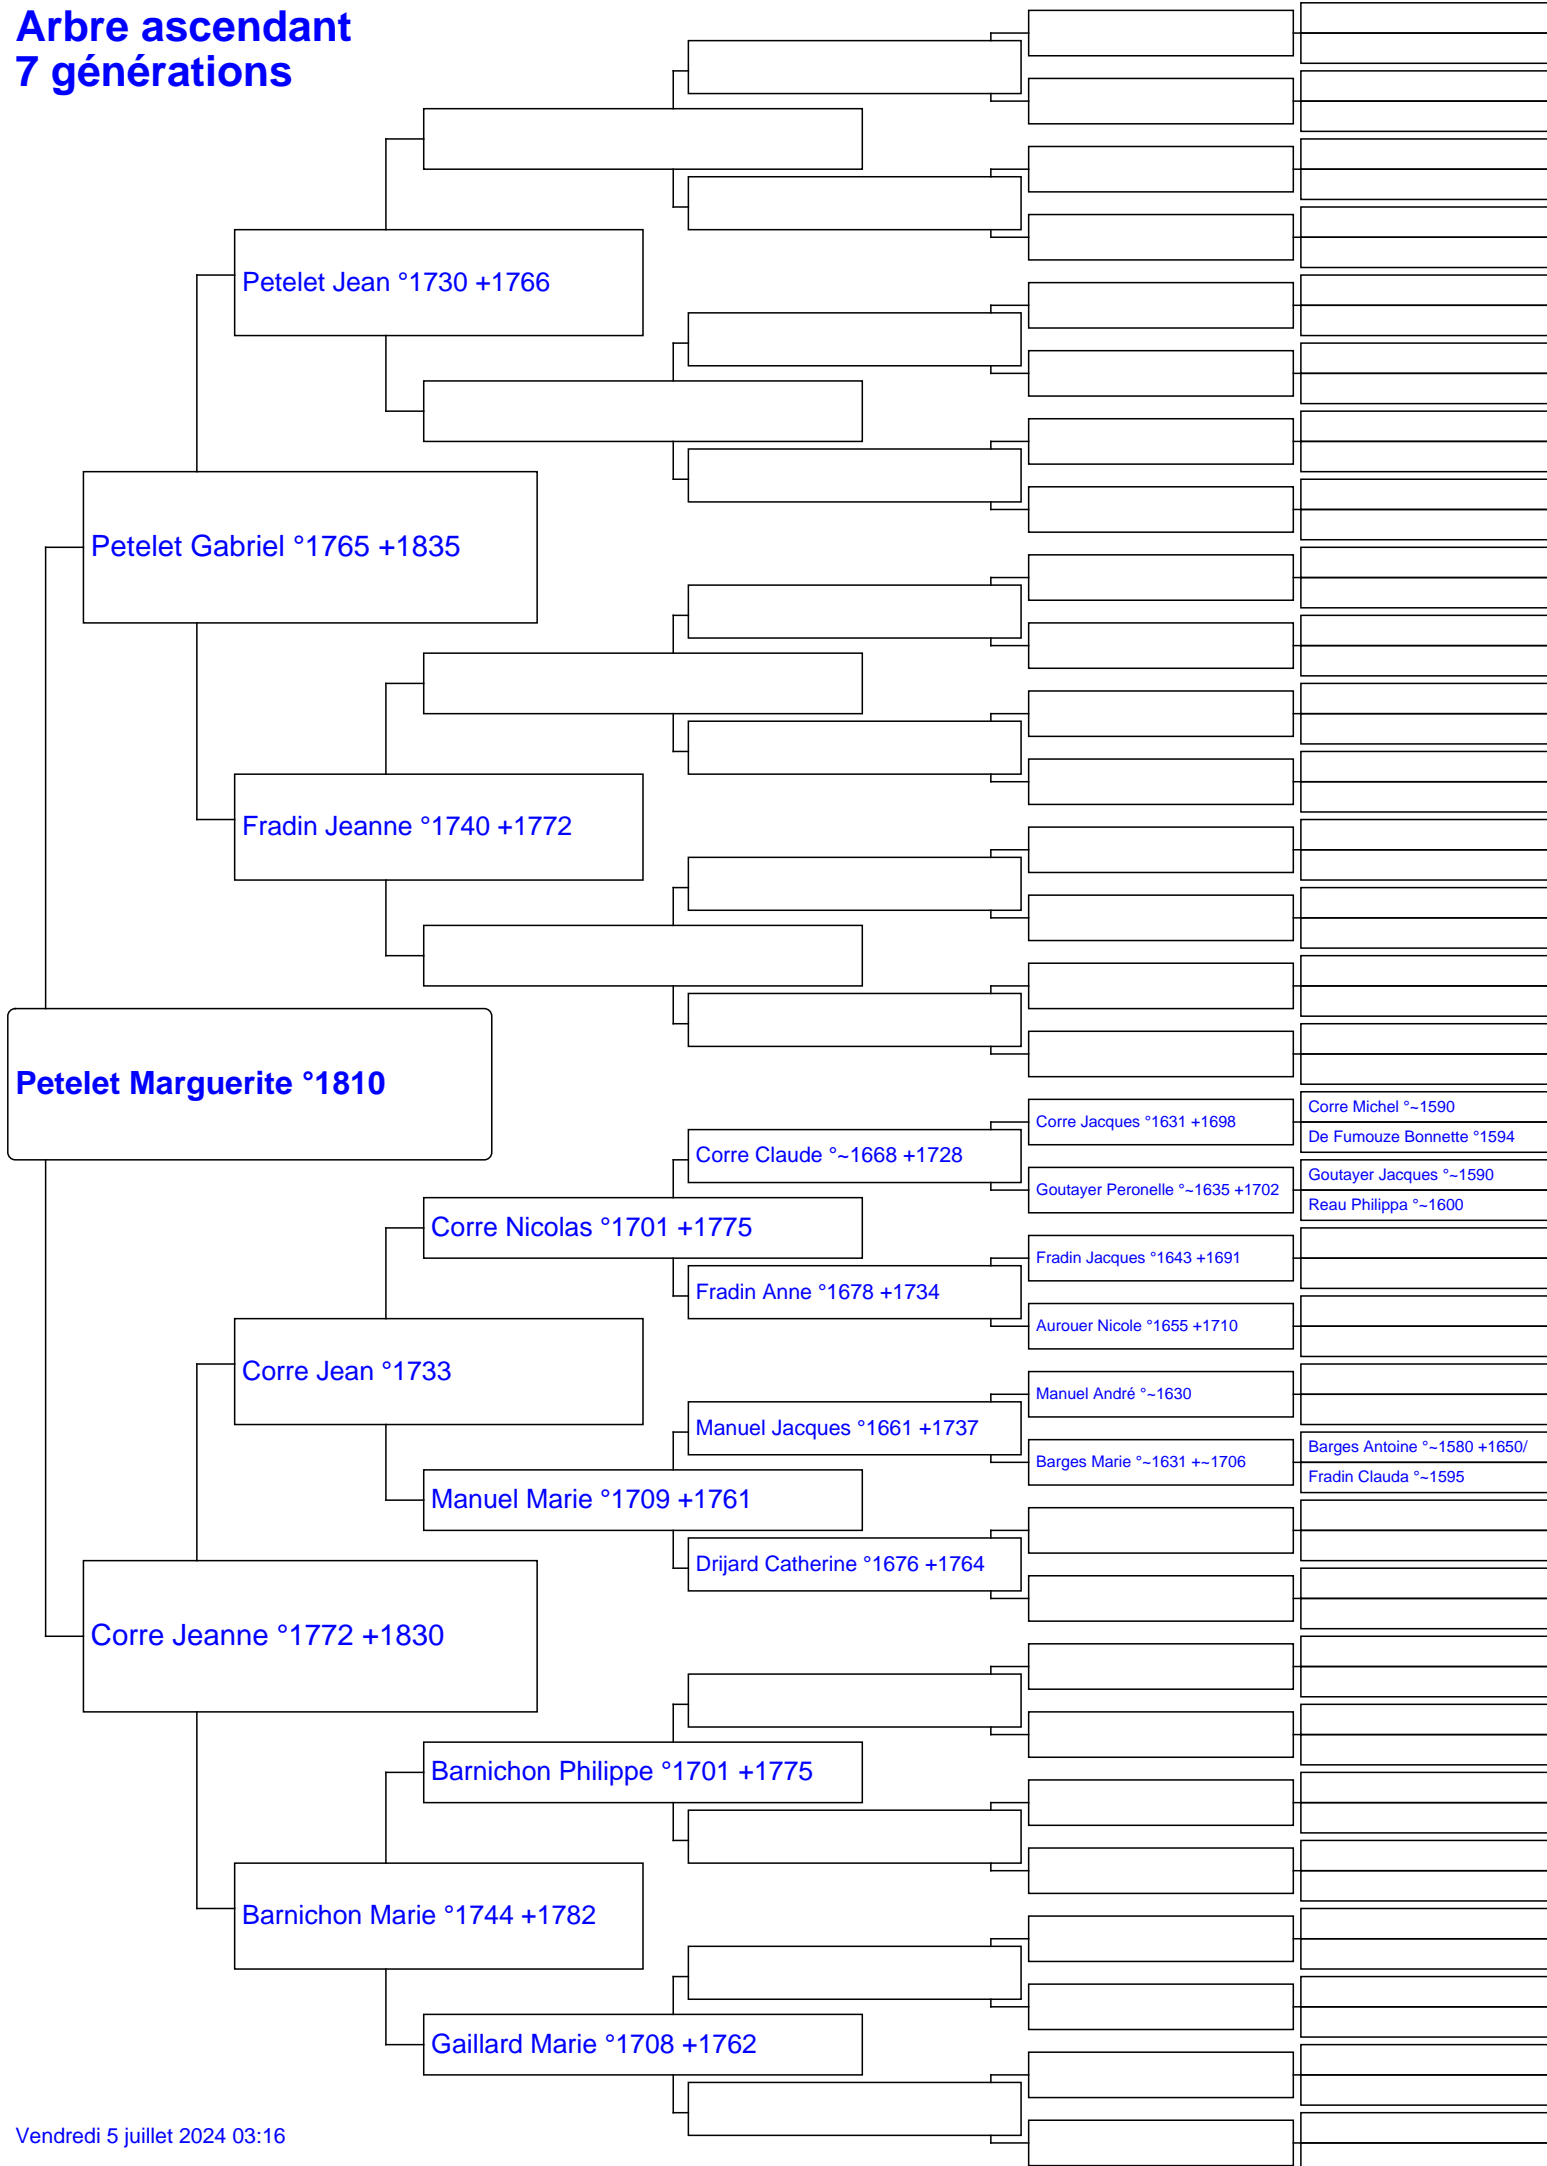 Arbre ascendant
7 générations
Petelet Jean °1730 +1766
Petelet Gabriel °1765 +1835
Fradin Jeanne °1740 +1772
Petelet Marguerite °1810
Corre Michel °~1590
Corre Jacques °1631 +1698
De Fumouze Bonnette °1594
Corre Claude °~1668 +1728
Goutayer Jacques °~1590
Goutayer Peronelle °~1635 +1702
Reau Philippa °~1600
Corre Nicolas °1701 +1775
Fradin Jacques °1643 +1691
Fradin Anne °1678 +1734
Aurouer Nicole °1655 +1710
Corre Jean °1733
Manuel André °~1630
Manuel Jacques °1661 +1737
Barges Antoine °~1580 +1650/
Barges Marie °~1631 +~1706
Fradin Clauda °~1595
Manuel Marie °1709 +1761
Drijard Catherine °1676 +1764
Corre Jeanne °1772 +1830
Barnichon Philippe °1701 +1775
Barnichon Marie °1744 +1782
Gaillard Marie °1708 +1762
Vendredi 5 juillet 2024 03:16